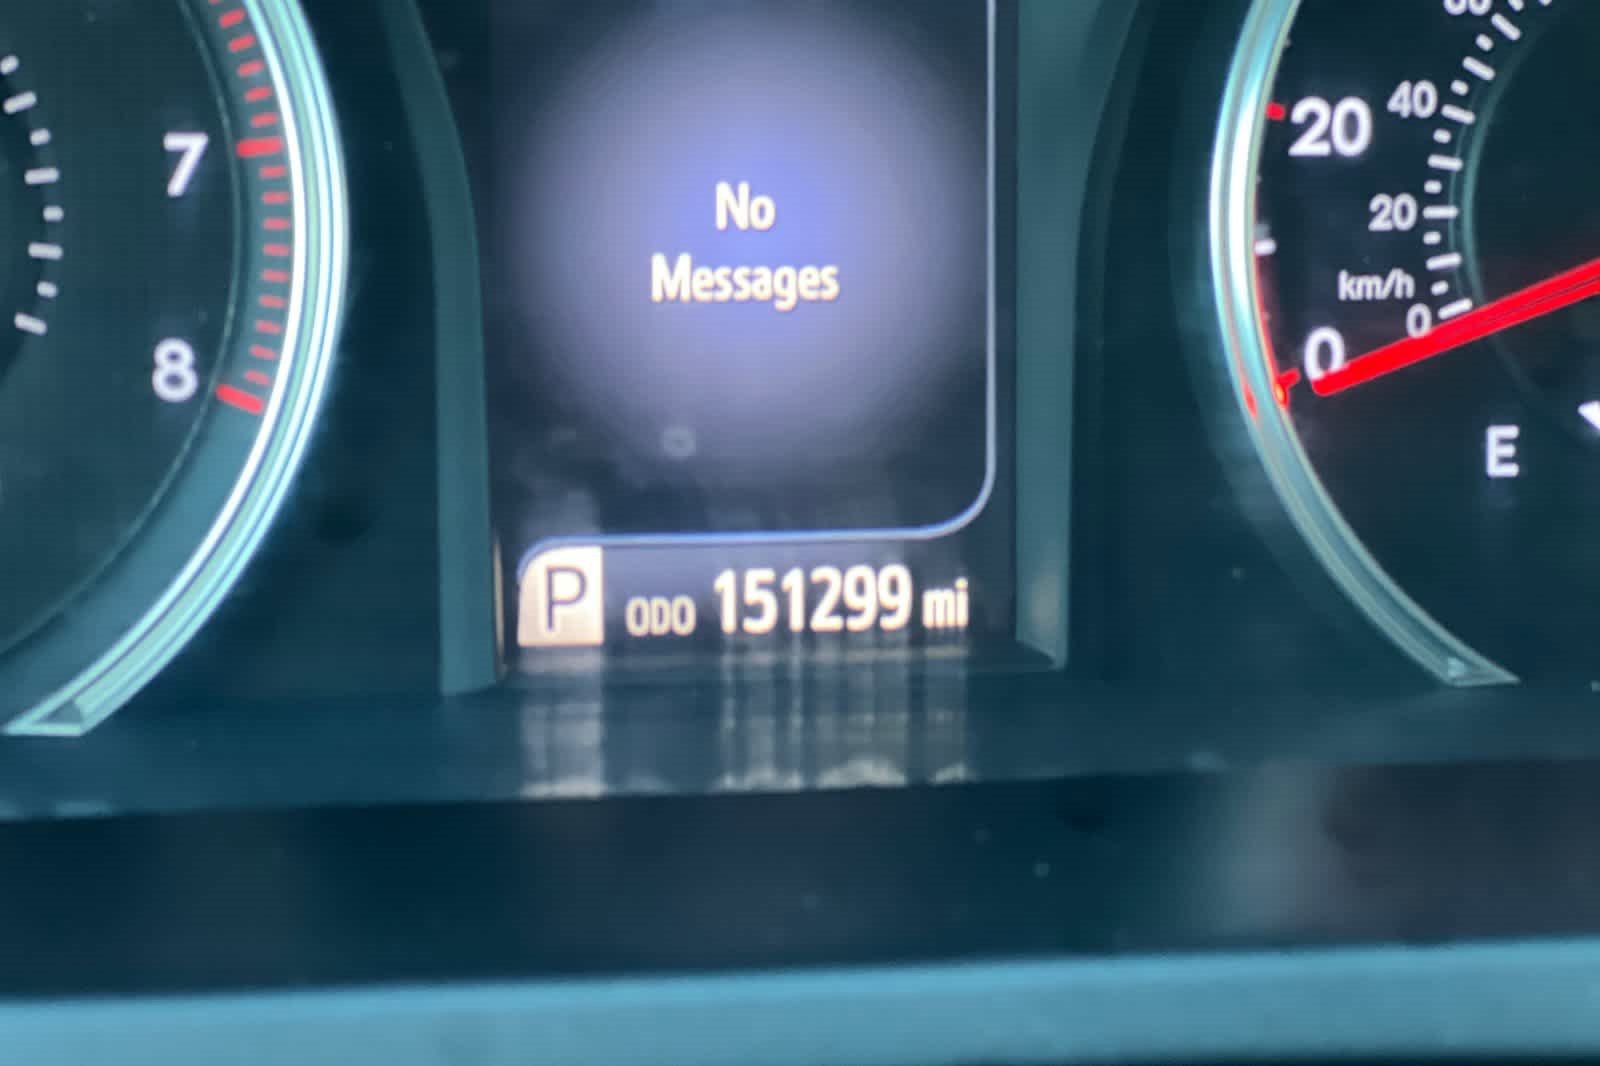 7
8
No
Messages
P ODO 151299 mi
20
0
40
20
km/h
0
E